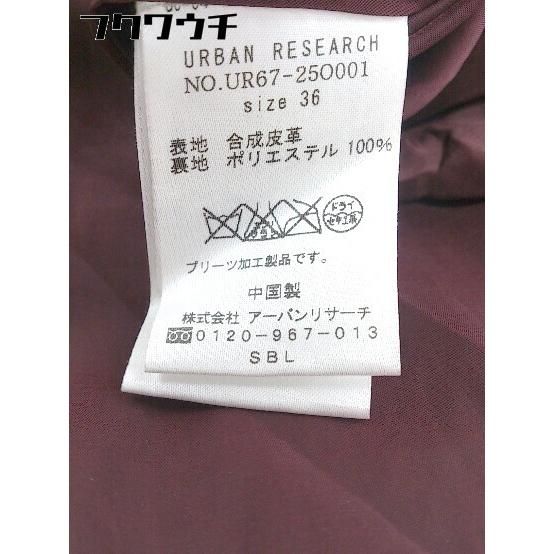 フクワウチ
URBAN RESEARCH
NO.UR67-25O001
size 36
表地 合成皮革
裏地 ポリエステル 100%
ドライ
セキユ系
プリーツ加工製品です。
中国製
株式会社 アーバンリサーチ
0120-967-013
SBL